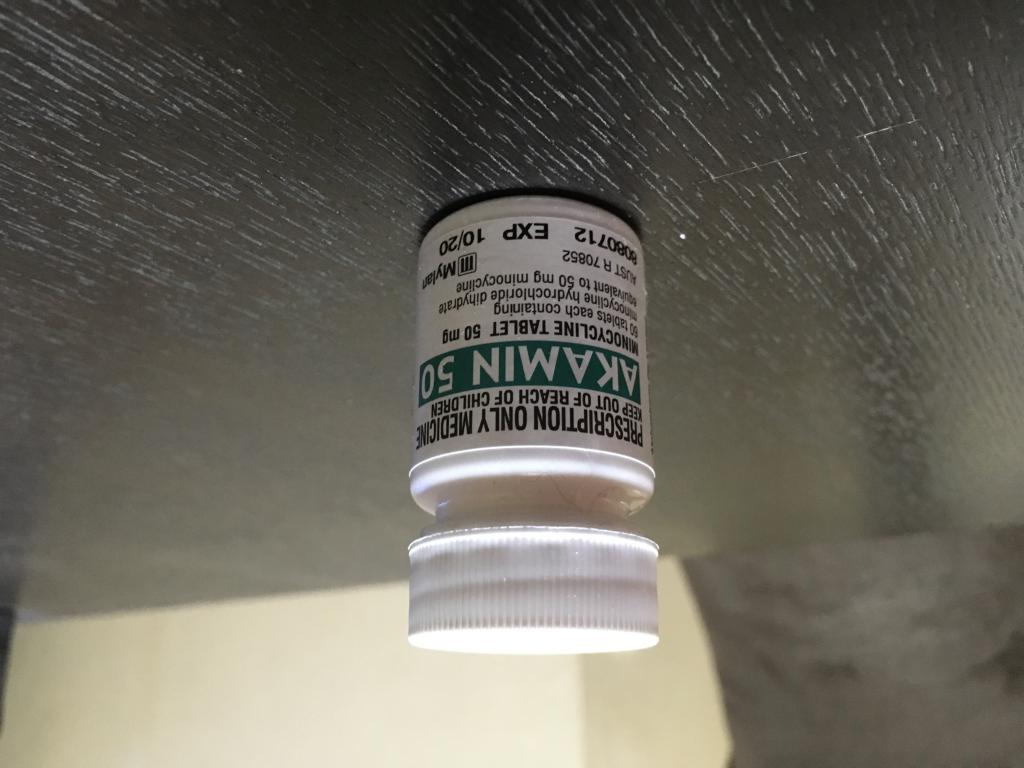 PRESCRIPTION ONLY MEDICINE
KEEP OUT OF REACH OF CHILDREN
AKAMIN 50
MINOCYCLINE TABLET 50 mg
60 tablets each containing
minocycline hydrochloride dihydrate
equivalent to 50 mg minocycline
AUST R 70852 Mylan
8080712 EXP 10/20